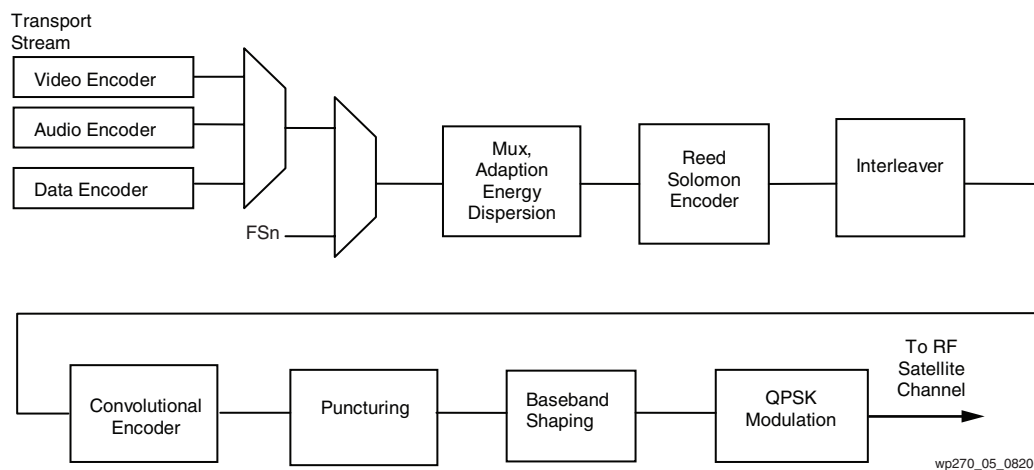 Transport
Stream
Video Encoder
Audio Encoder
Data Encoder
FSn
Mux,
Adaption
Energy
Dispersion
Reed
Solomon
Encoder
Interleaver
Convolutional
Encoder
Puncturing
Baseband
Shaping
QPSK
Modulation
To RF
Satellite
Channel
wp270_05_0820